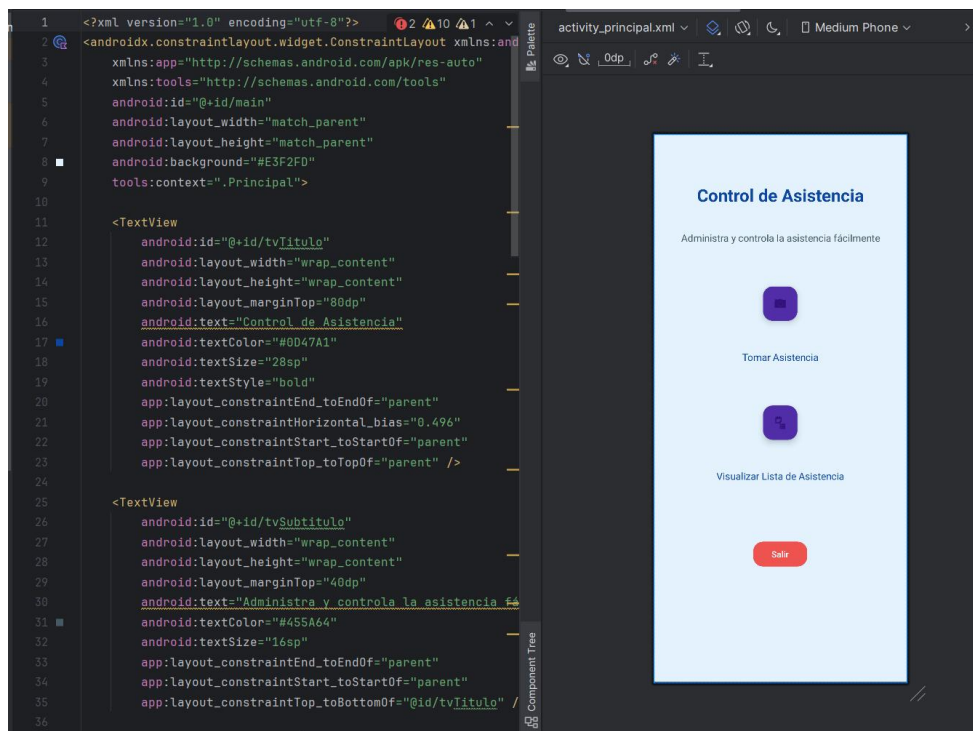 activity_principal.xml
Medium Phone
2 10 1
Palette
0dp
1 <?xml version="1.0" encoding="utf-8"?>
2 <androidx.constraintlayout.widget.ConstraintLayout xmlns:and
3 xmlns:app="http://schemas.android.com/apk/res-auto"
4 xmlns:tools="http://schemas.android.com/tools"
5 android:id="@+id/main"
6 android:layout_width="match_parent"
7 android:layout_height="match_parent"
8 android:background="#E3F2FD"
9 tools:context=".Principal">
10
11 <TextView
12 android:id="@+id/tvTitulo"
13 android:layout_width="wrap_content"
14 android:layout_height="wrap_content"
15 android:layout_marginTop="80dp"
16 android:text="Control de Asistencia"
17 android:textColor="#0D47A1"
18 android:textSize="28sp"
19 android:textStyle="bold"
20 app:layout_constraintEnd_toEndOf="parent"
21 app:layout_constraintHorizontal_bias="0.496"
22 app:layout_constraintStart_toStartOf="parent"
23 app:layout_constraintTop_toTopOf="parent" />
24
25 <TextView
26 android:id="@+id/tvSubtitulo"
27 android:layout_width="wrap_content"
28 android:layout_height="wrap_content"
29 android:layout_marginTop="40dp"
30 android:text="Administra y controla la asistencia fá
31 android:textColor="#455A64"
32 android:textSize="16sp"
33 app:layout_constraintEnd_toEndOf="parent"
34 app:layout_constraintStart_toStartOf="parent"
35 app:layout_constraintTop_toBottomOf="@id/tvTitulo" /
36
Component Tree
Control de Asistencia
Administra y controla la asistencia fácilmente
Tomar Asistencia
Visualizar Lista de Asistencia
Salir